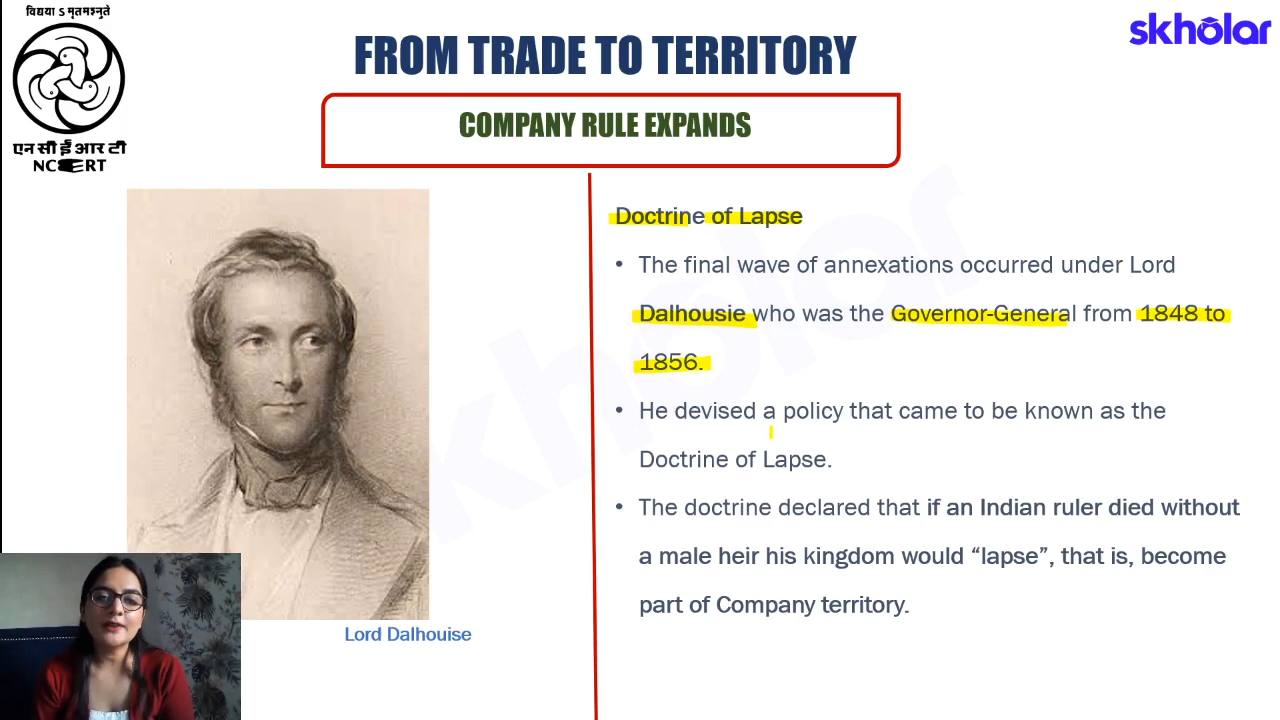 विद्यया ऽ मृतमश्नुते
एन सी ई आर टी
NCERT
skholar
FROM TRADE TO TERRITORY
COMPANY RULE EXPANDS
Doctrine of Lapse
• The final wave of annexations occurred under Lord
Dalhousie who was the Governor-General from 1848 to
1856.
• He devised a policy that came to be known as the
Doctrine of Lapse.
• The doctrine declared that if an Indian ruler died without
a male heir his kingdom would “lapse”, that is, become
part of Company territory.
Lord Dalhouise
skholar